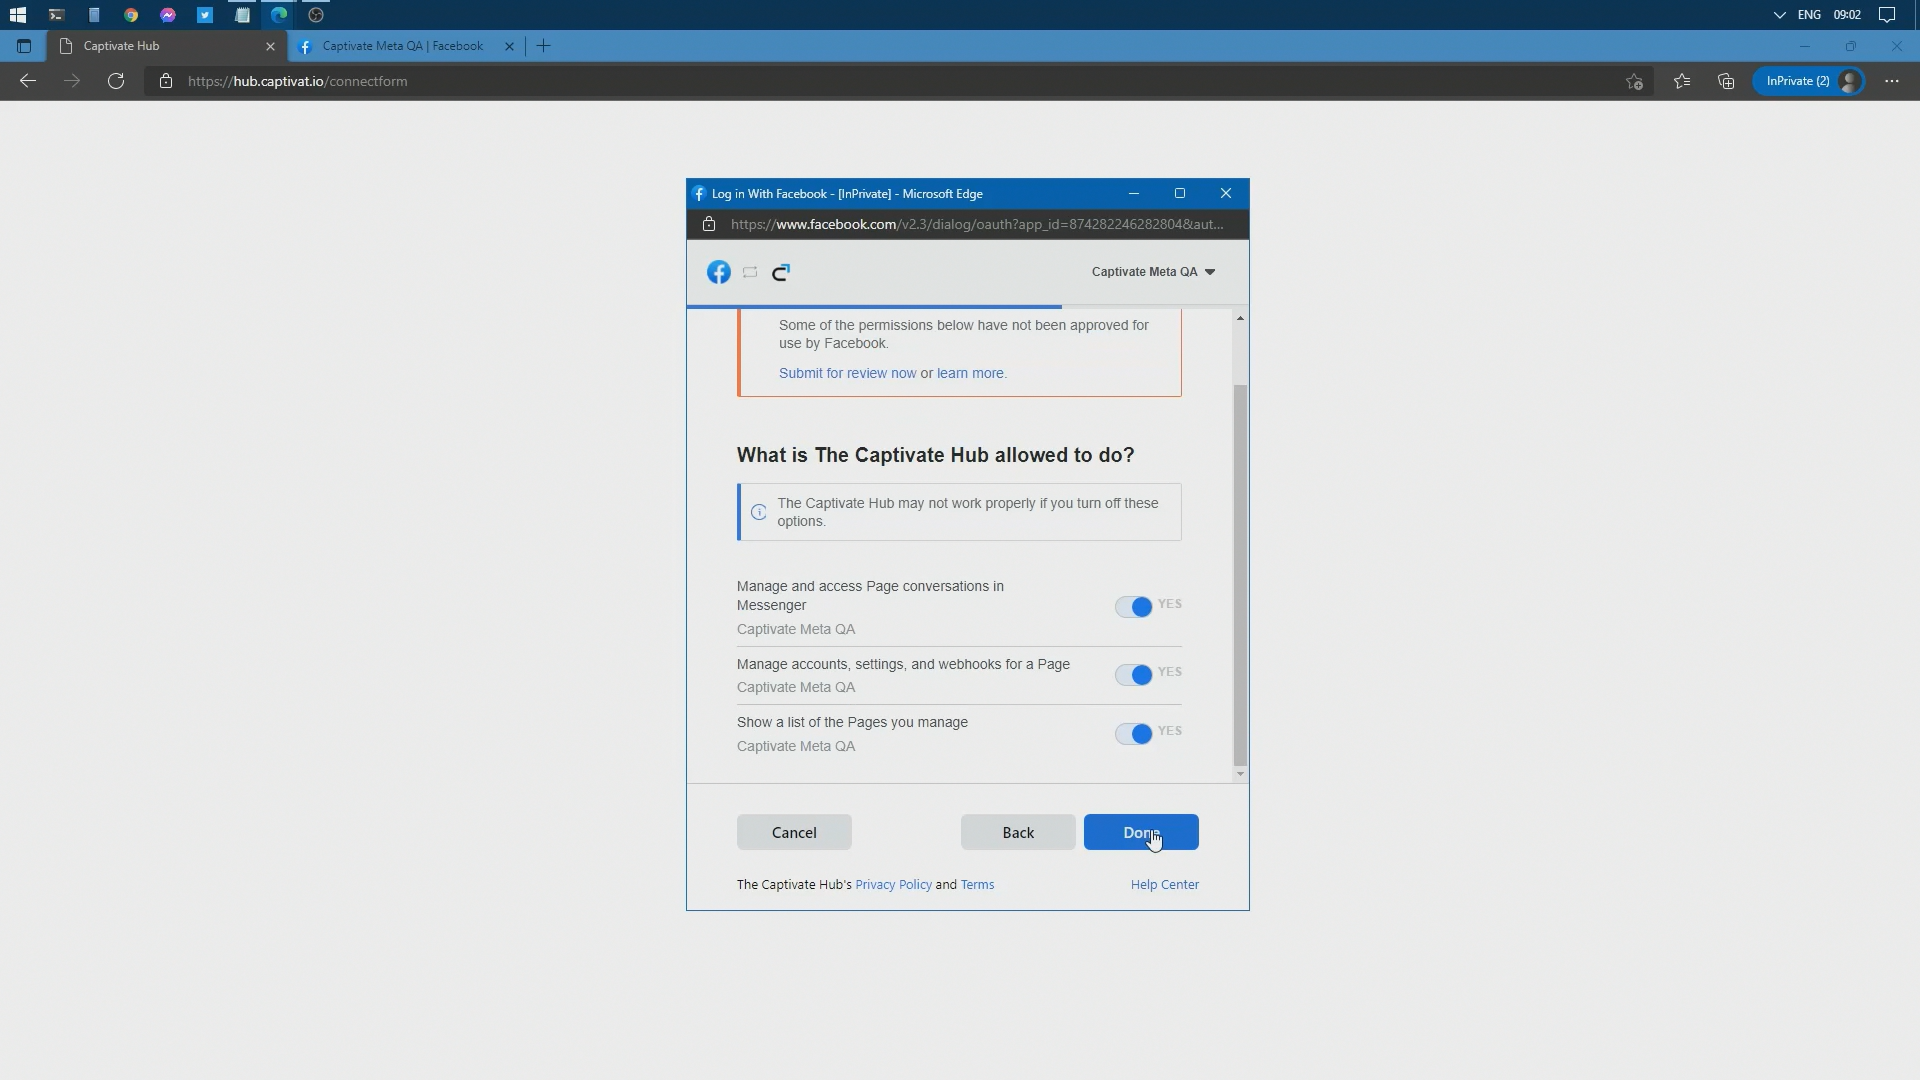 ENG 09:02
Captivate Hub
Captivate Meta QA | Facebook
https://hub.captivat.io/connectform
InPrivate (2)
Log in With Facebook - [InPrivate] - Microsoft Edge
https://www.facebook.com/v2.3/dialog/oauth?app_id=874282246282804&aut...
Captivate Meta QA
Some of the permissions below have not been approved for
use by Facebook.
Submit for review now or learn more.
What is The Captivate Hub allowed to do?
The Captivate Hub may not work properly if you turn off these
options.
Manage and access Page conversations in
Messenger
YES
Captivate Meta QA
Manage accounts, settings, and webhooks for a Page
YES
Captivate Meta QA
Show a list of the Pages you manage
YES
Captivate Meta QA
Cancel
Back
Done
The Captivate Hub's Privacy Policy and Terms
Help Center